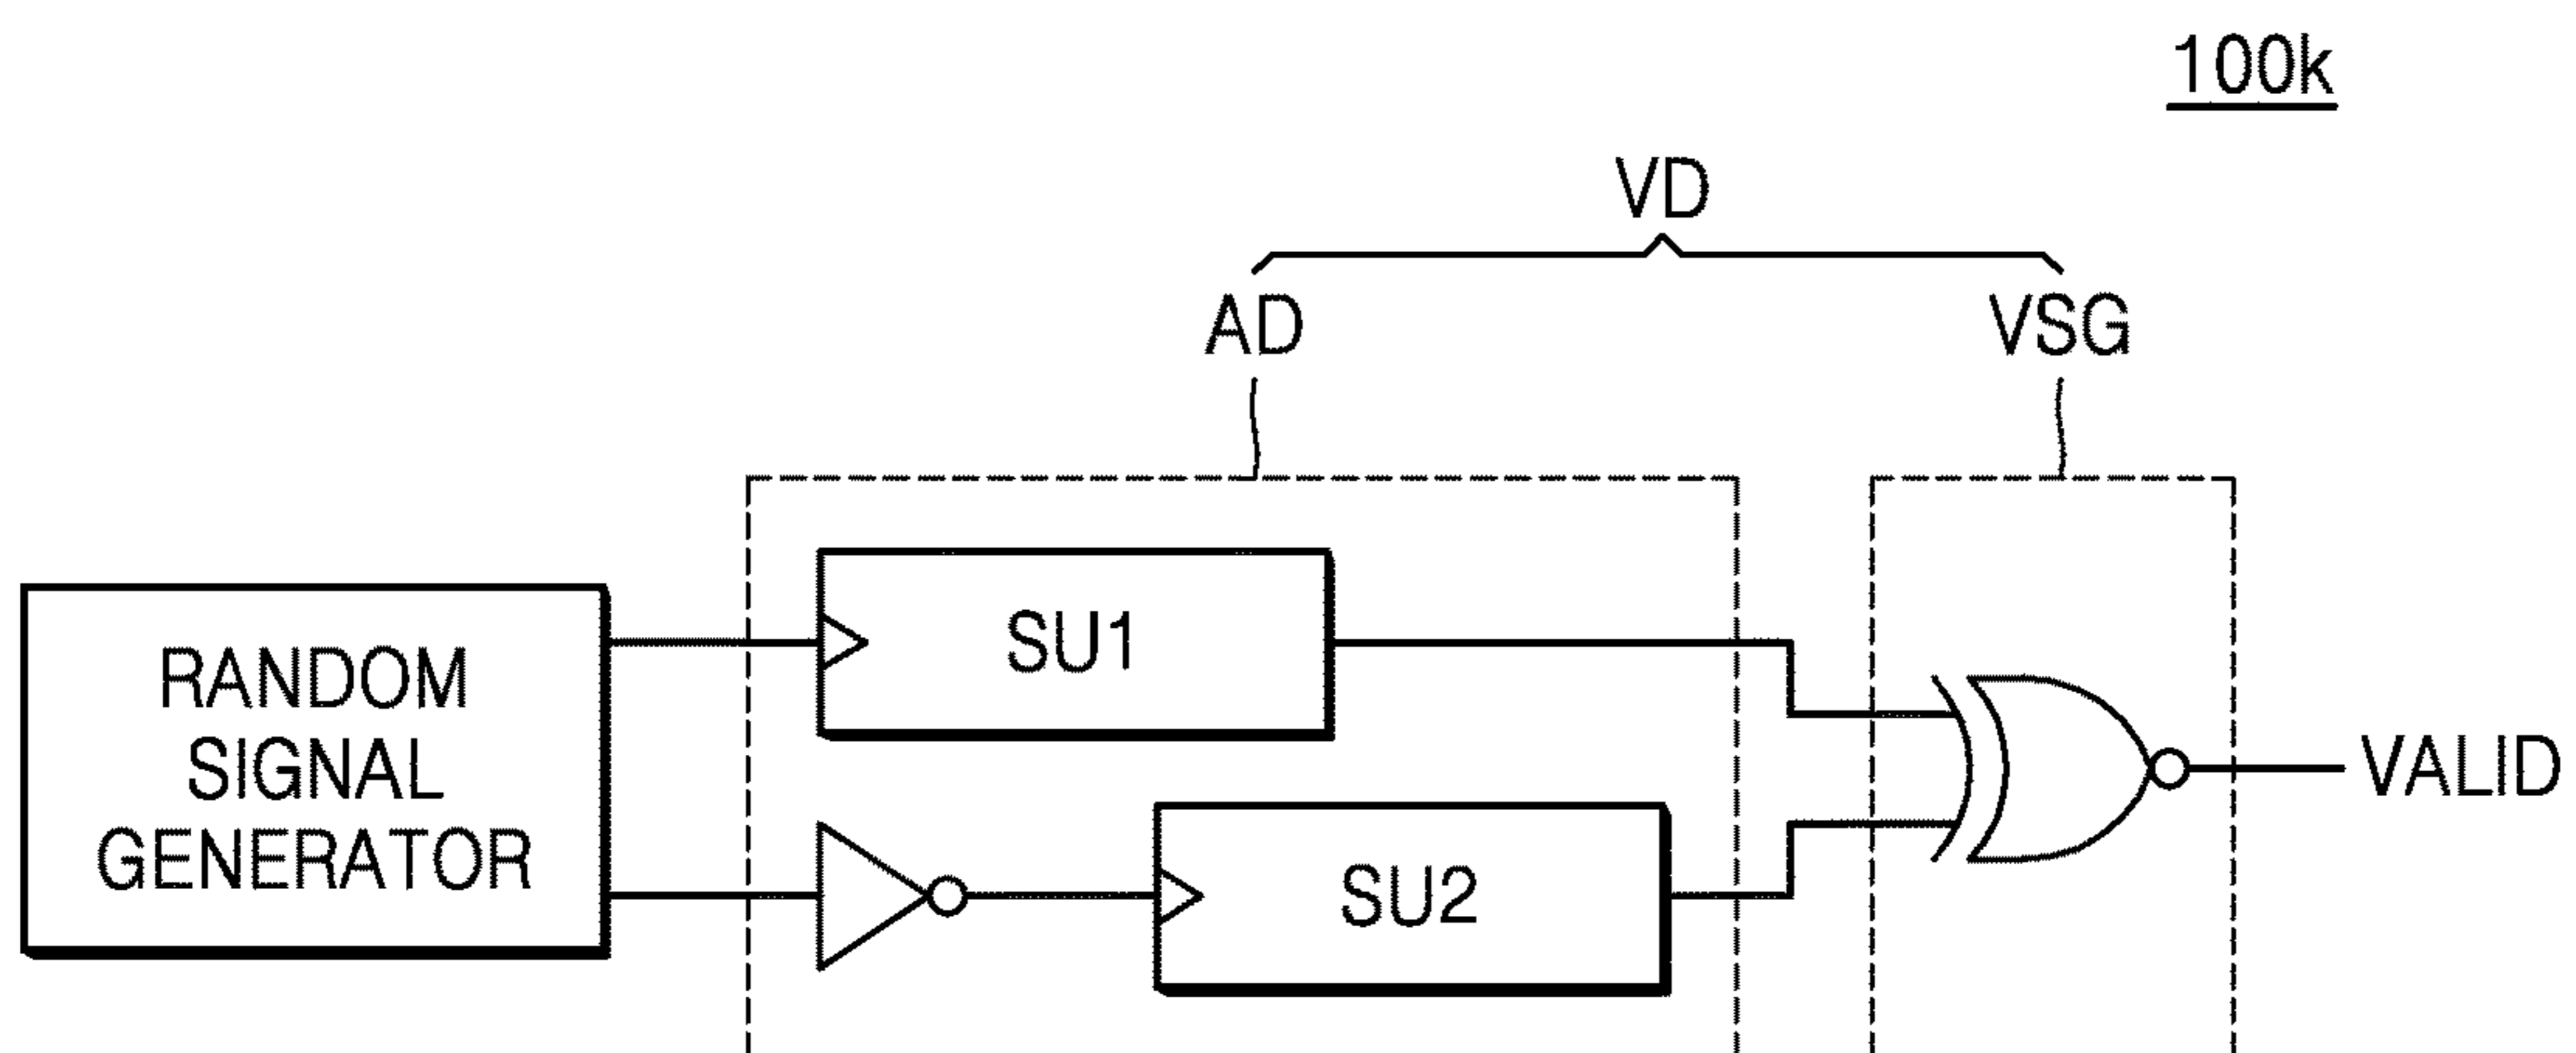 100k
VD
AD
VSG
RANDOM
SIGNAL
GENERATOR
SU1
SU2
VALID